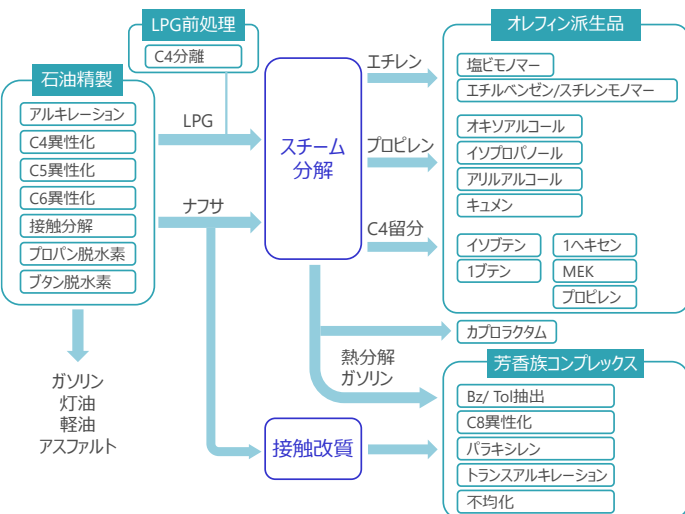 LPG前処理
C4分離
石油精製
アルキレーション
C4異性化
C5異性化
C6異性化
接触分解
プロパン脱水素
ブタン脱水素
ガソリン
灯油
軽油
アスファルト
LPG
ナフサ
スチーム
分解
接触改質
エチレン
プロピレン
C4留分
熱分解
ガソリン
オレフィン派生品
塩ビモノマー
エチルベンゼン/スチレンモノマー
オキソアルコール
イソプロパノール
アリルアルコール
キュメン
イソブテン
1ヘキセン
1ブテン
MEK
プロピレン
カプロラクタム
芳香族コンプレックス
Bz/ Tol抽出
C8異性化
パラキシレン
トランスアルキレーション
不均化